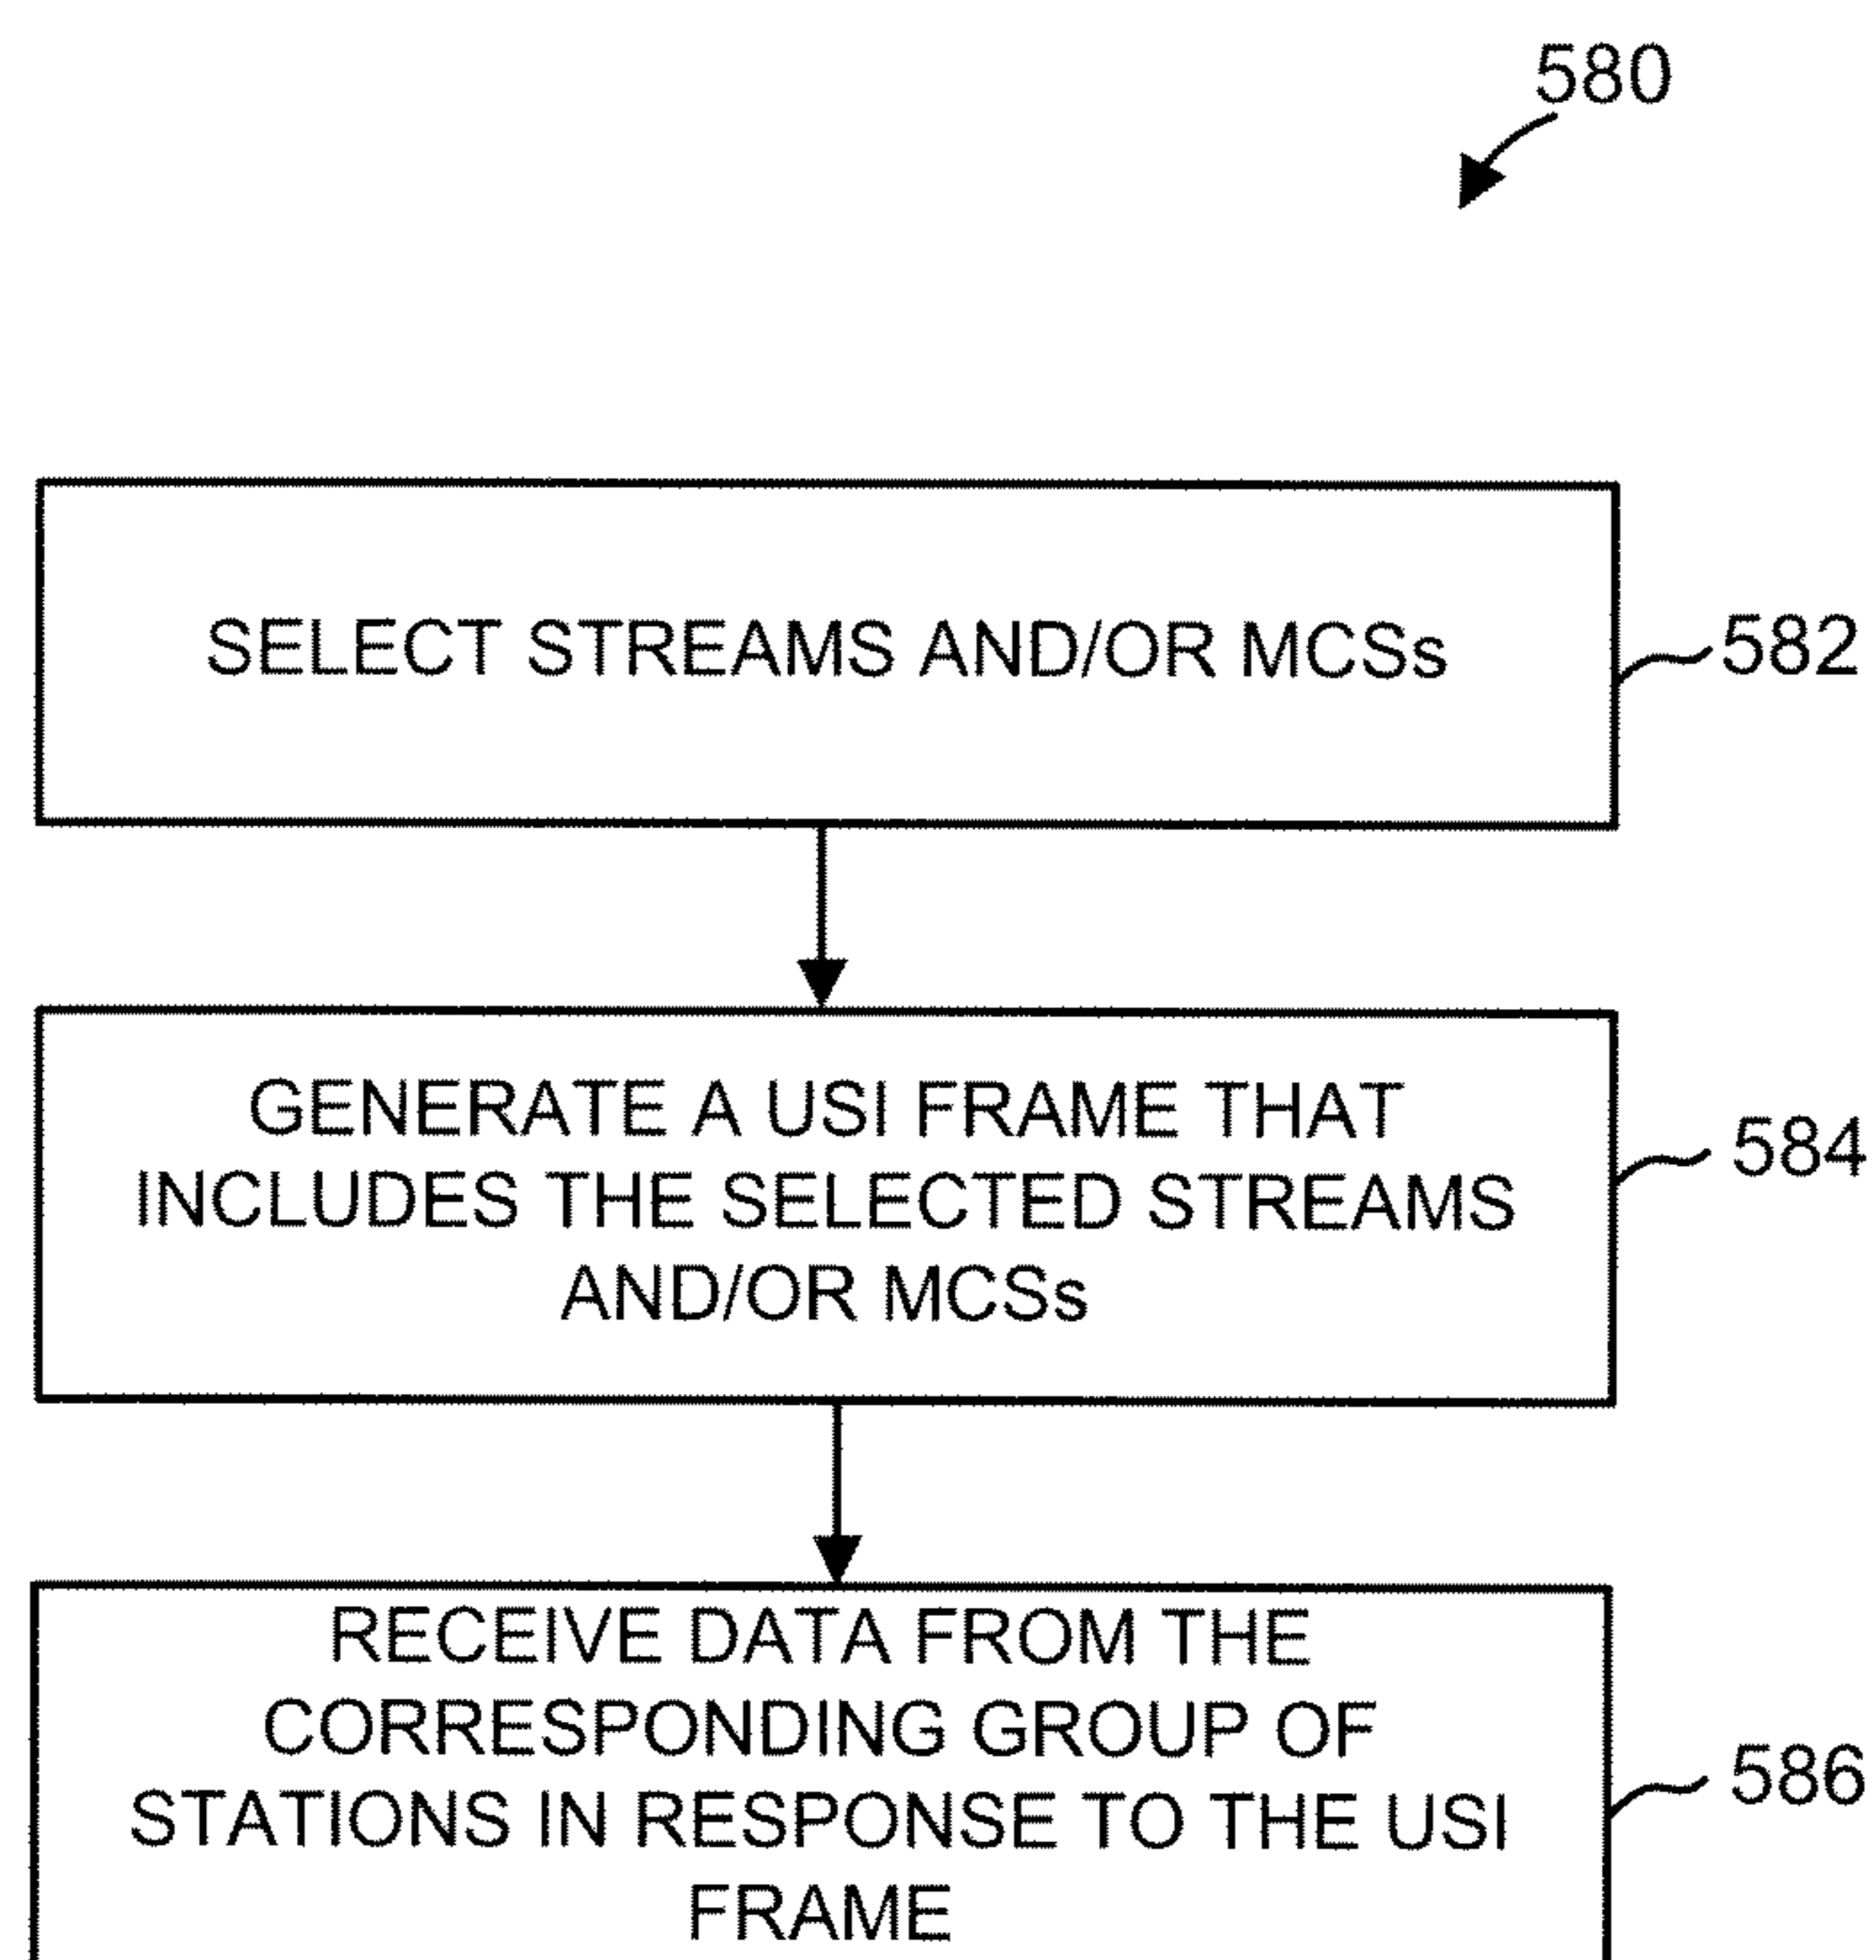 580
SELECT STREAMS AND/OR MCSs
582
GENERATE A USI FRAME THAT
INCLUDES THE SELECTED STREAMS
AND/OR MCSs
584
RECEIVE DATA FROM THE
CORRESPONDING GROUP OF
STATIONS IN RESPONSE TO THE USI
FRAME
586